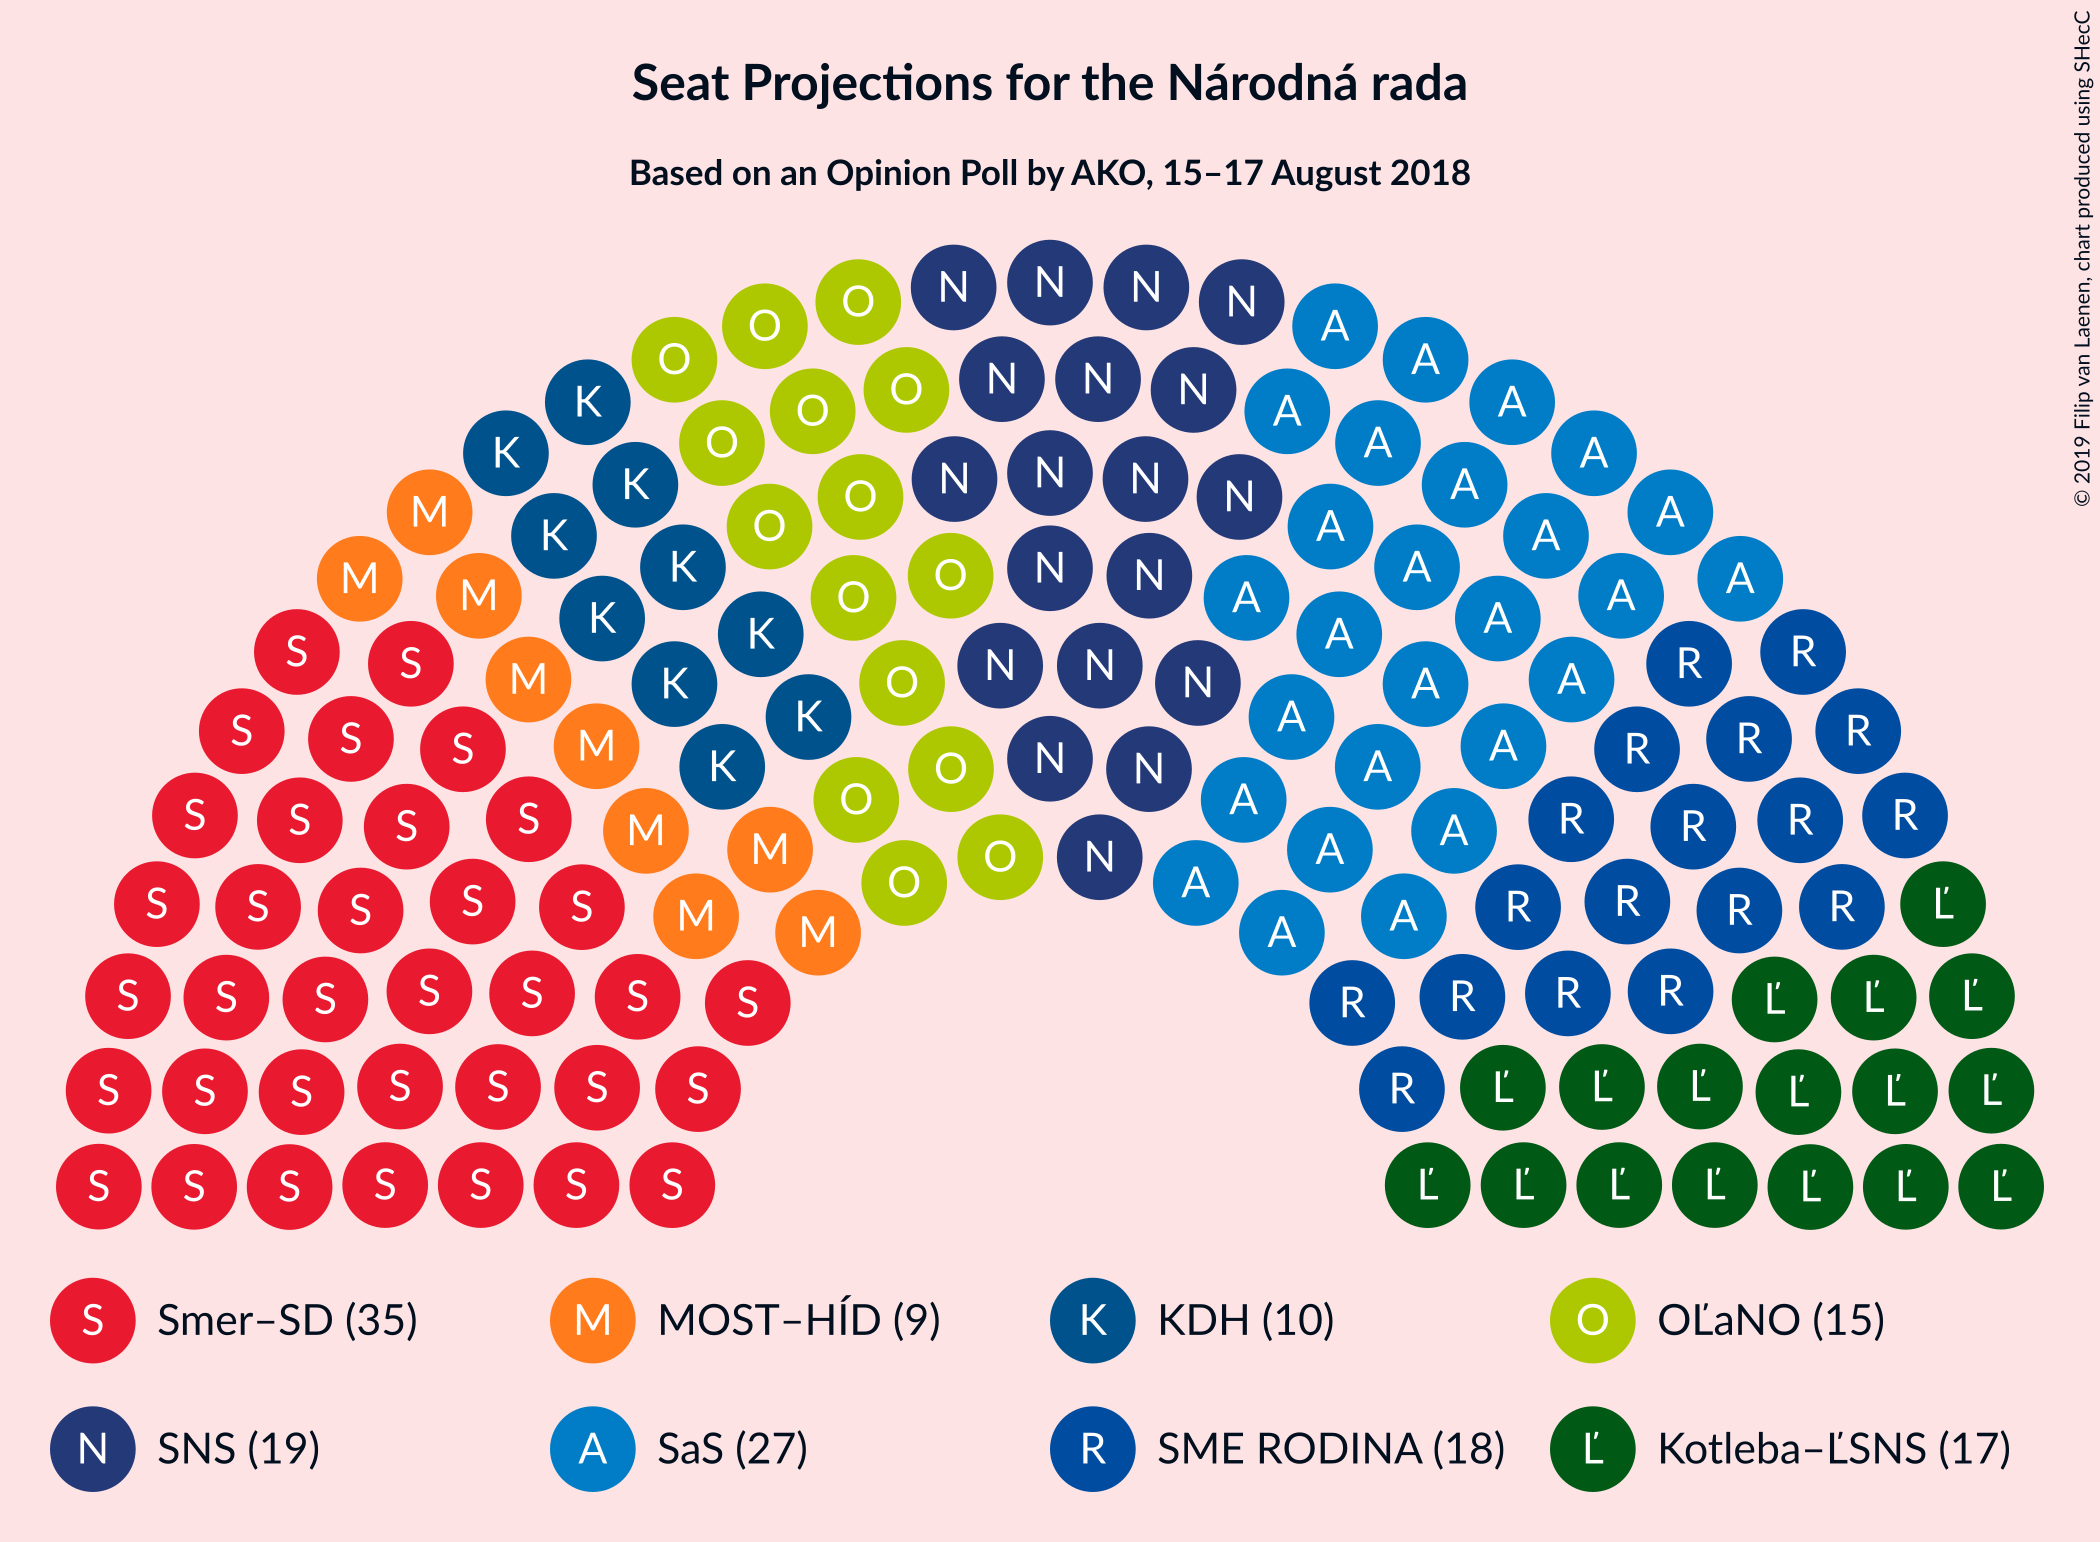 Seat Projections for the Národná rada
Based on an Opinion Poll by AKO, 15–17 August 2018
© 2019 Filip van Laenen, chart produced using SHecC
N N N N
O O O A A A
K K N N N A
O O O A A
M K K O N N N N A A A
M M K K O O N N A A A A A
S S M K K O O N N N A A A A R R
S S S M K K O N N A A A R R R
S S S S M M K O O N A A A R R R R
S S S S S M M O O A A A R R R R Ľ
S S S S S S S R R R R Ľ Ľ Ľ
S S S S S S S R Ľ Ľ Ľ Ľ Ľ Ľ
S S S S S S S Ľ Ľ Ľ Ľ Ľ Ľ Ľ
S Smer–SD (35) M MOST–HÍD (9) K KDH (10) O OĽaNO (15)
N SNS (19) A SaS (27) R SME RODINA (18) Ľ Kotleba–ĽSNS (17)